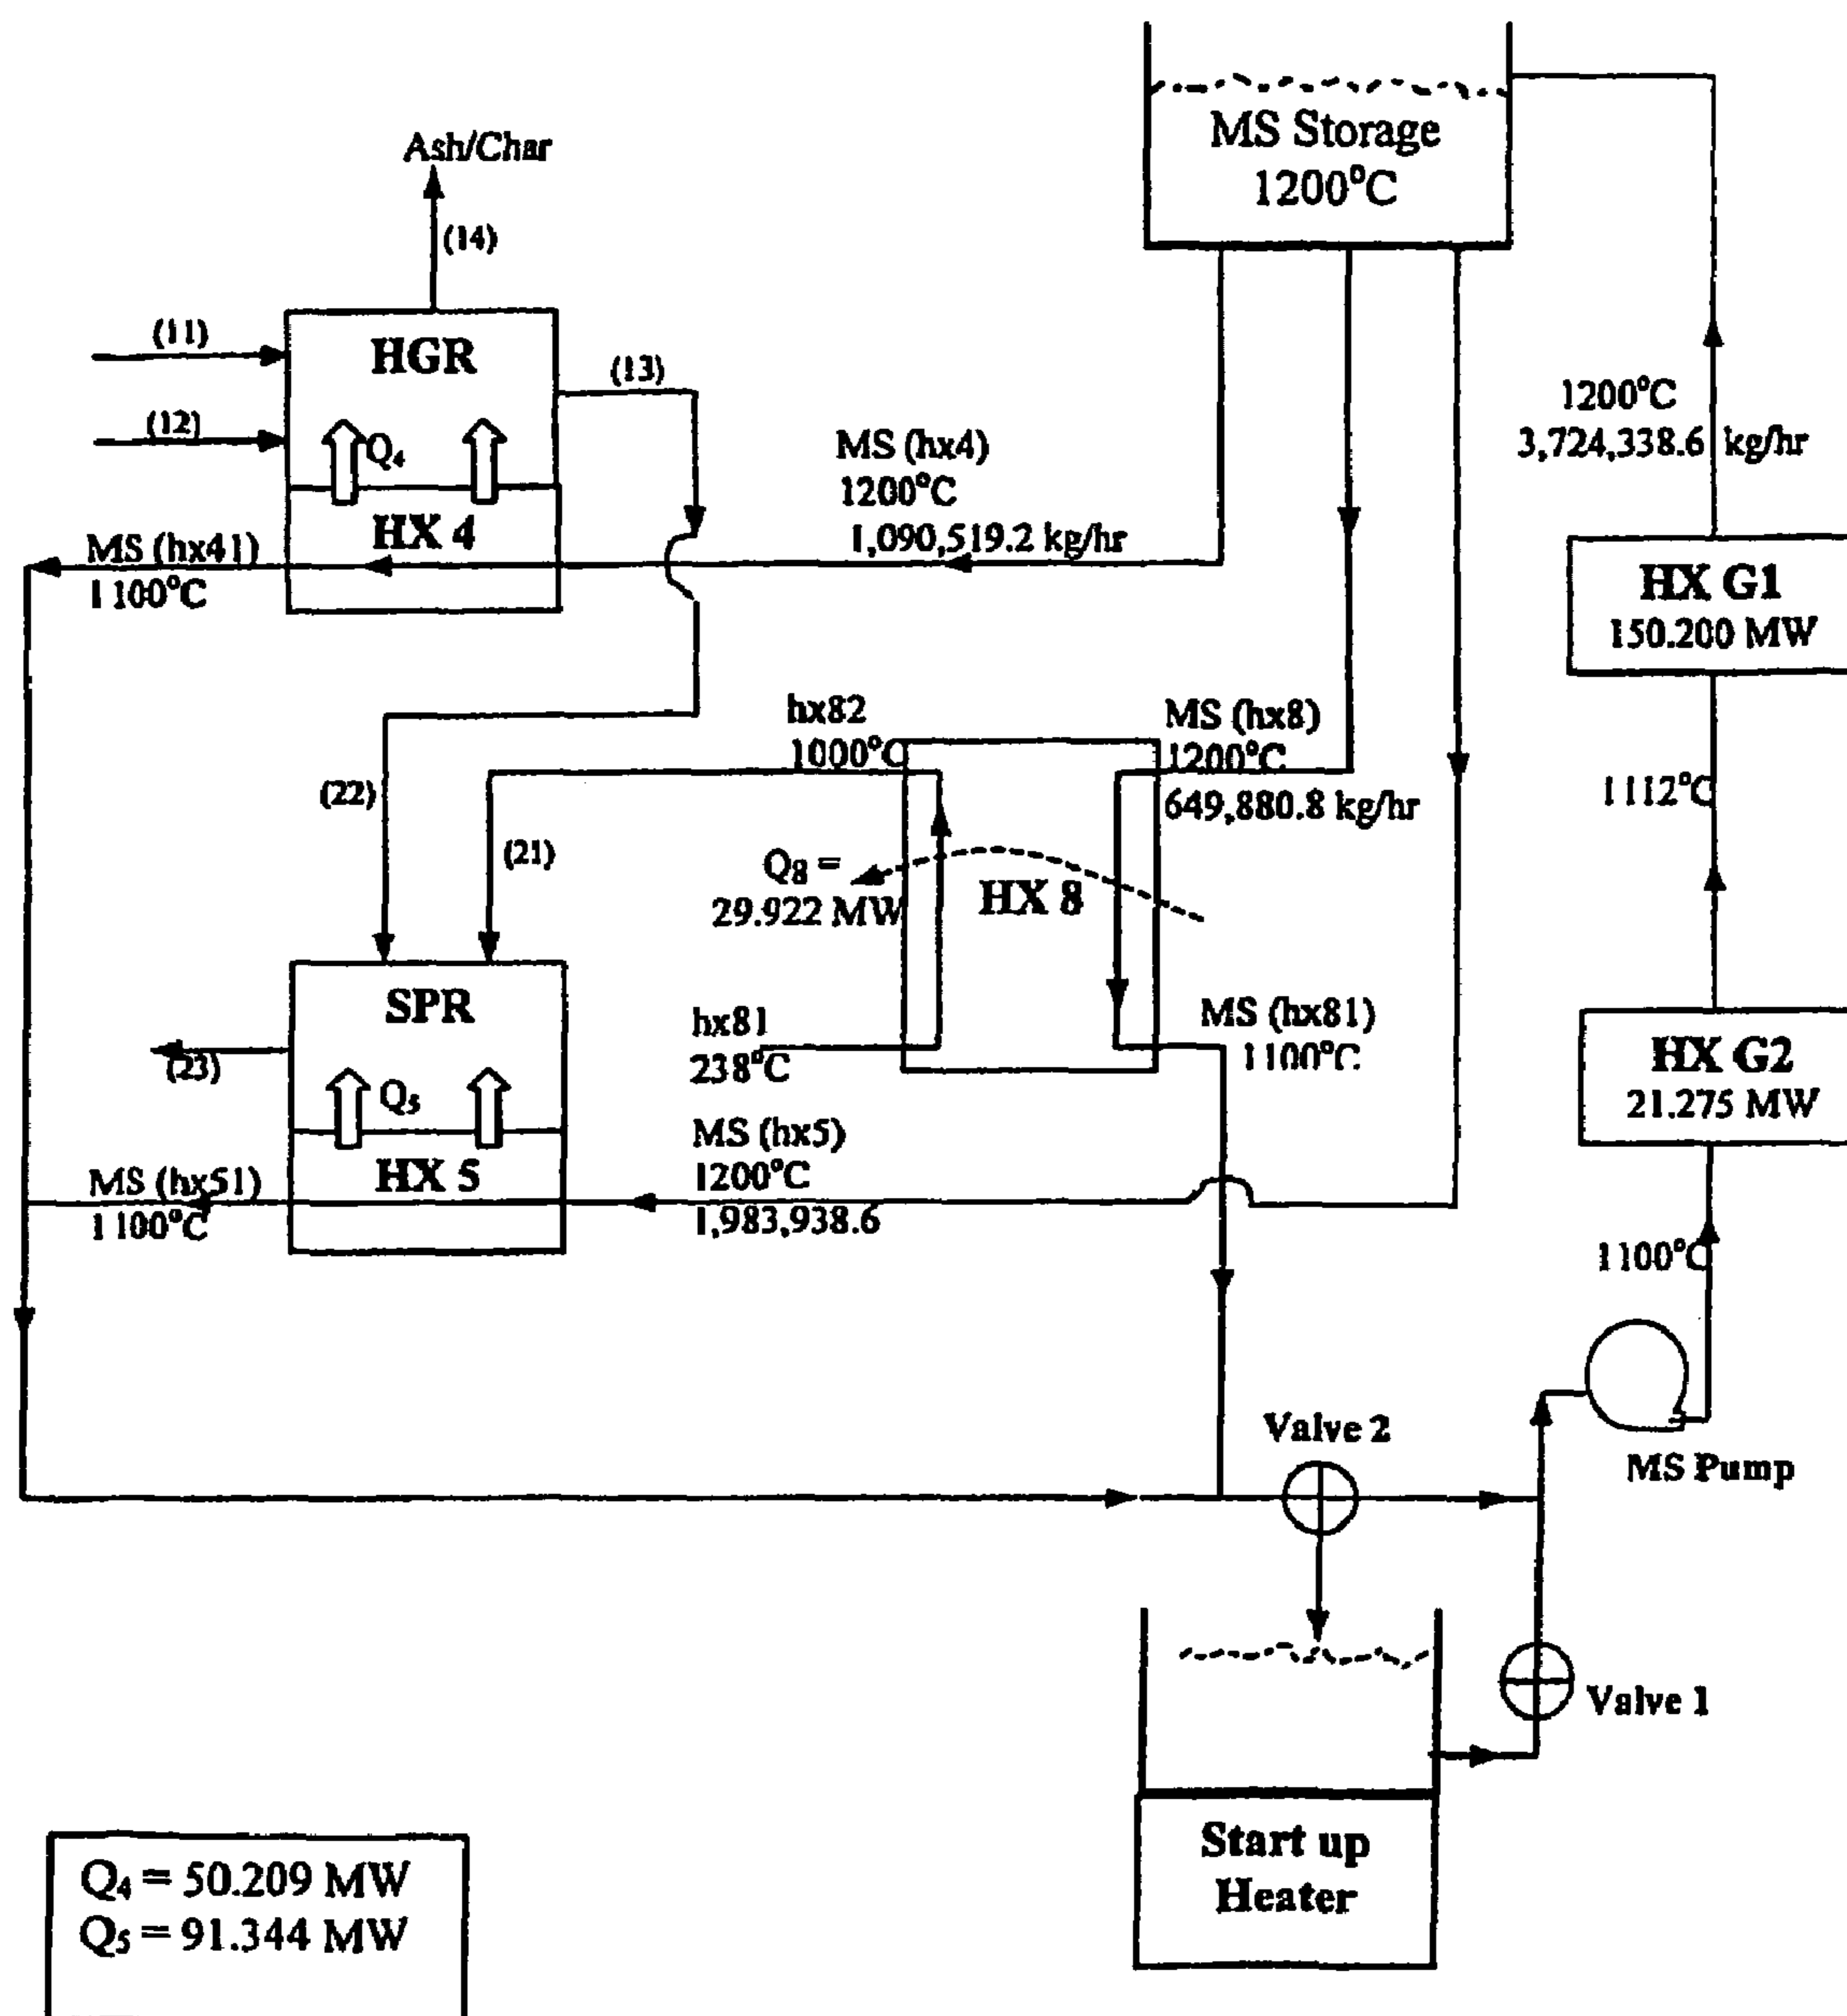 MS Storage
1200°C
Ash/Char
(14)
(11)
HGR
(13)
(12)
Q₄
HX 4
MS (hx41)
1100°C
MS (hx4)
1200°C
1,090,519.2 kg/hr
1200°C
3,724,338.6 kg/hr
HX G1
150.200 MW
1112°C
HX G2
21.275 MW
1100°C
hx82
1000°C
MS (hx8)
1200°C
649,880.8 kg/hr
(22)
(21)
Q₈ =
29.922 MW
HX 8
SPR
hx81
238°C
MS (hx81)
1100°C
(23)
Q₅
HX 5
MS (hx5)
1200°C
1,983,938.6
MS (hx51)
1100°C
Valve 2
MS Pump
Valve 1
Start up
Heater
Q₄ = 50.209 MW
Q₅ = 91.344 MW